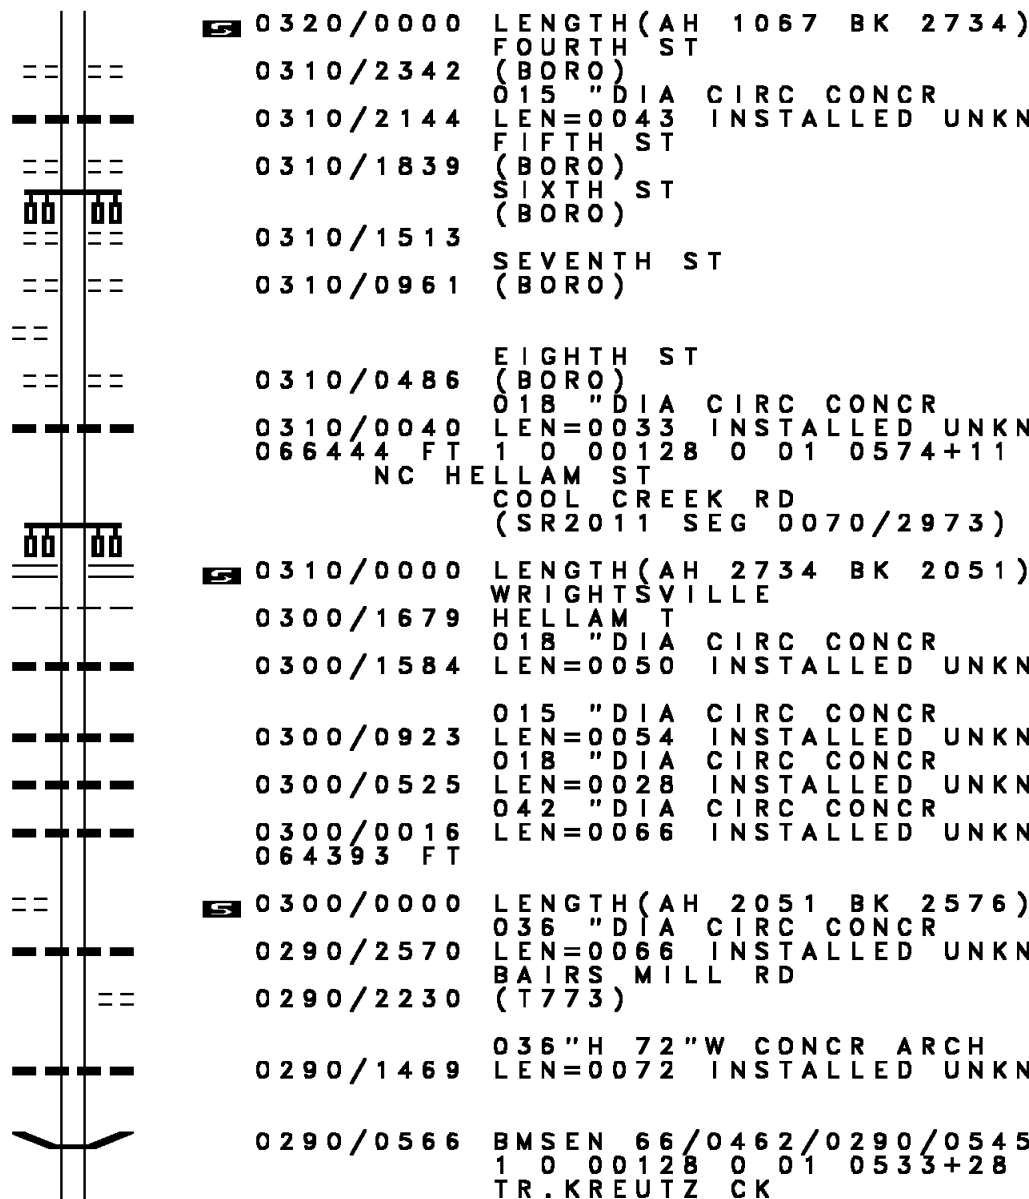 S 0320/0000 LENGTH(AH 1067 BK 2734)
FOURTH ST
0310/2342 (BORO)
015 "DIA CIRC CONCR
0310/2144 LEN=0043 INSTALLED UNKN
FIFTH ST
0310/1839 (BORO)
SIXTH ST
(BORO)
0310/1513
SEVENTH ST
0310/0961 (BORO)
EIGHTH ST
0310/0486 (BORO)
018 "DIA CIRC CONCR
0310/0040 LEN=0033 INSTALLED UNKN
066444 FT 1 0 00128 0 01 0574+11
NC HELLAM ST
COOL CREEK RD
(SR2011 SEG 0070/2973)
S 0310/0000 LENGTH(AH 2734 BK 2051)
WRIGHTSVILLE
0300/1679 HELLAM T
018 "DIA CIRC CONCR
0300/1584 LEN=0050 INSTALLED UNKN
015 "DIA CIRC CONCR
0300/0923 LEN=0054 INSTALLED UNKN
018 "DIA CIRC CONCR
0300/0525 LEN=0028 INSTALLED UNKN
042 "DIA CIRC CONCR
0300/0016 LEN=0066 INSTALLED UNKN
064393 FT
S 0300/0000 LENGTH(AH 2051 BK 2576)
036 "DIA CIRC CONCR
0290/2570 LEN=0066 INSTALLED UNKN
BAIRS MILL RD
0290/2230 (T773)
036"H 72"W CONCR ARCH
0290/1469 LEN=0072 INSTALLED UNKN
0290/0566 BMSEN 66/0462/0290/0545
1 0 00128 0 01 0533+28
TR.KREUTZ CK